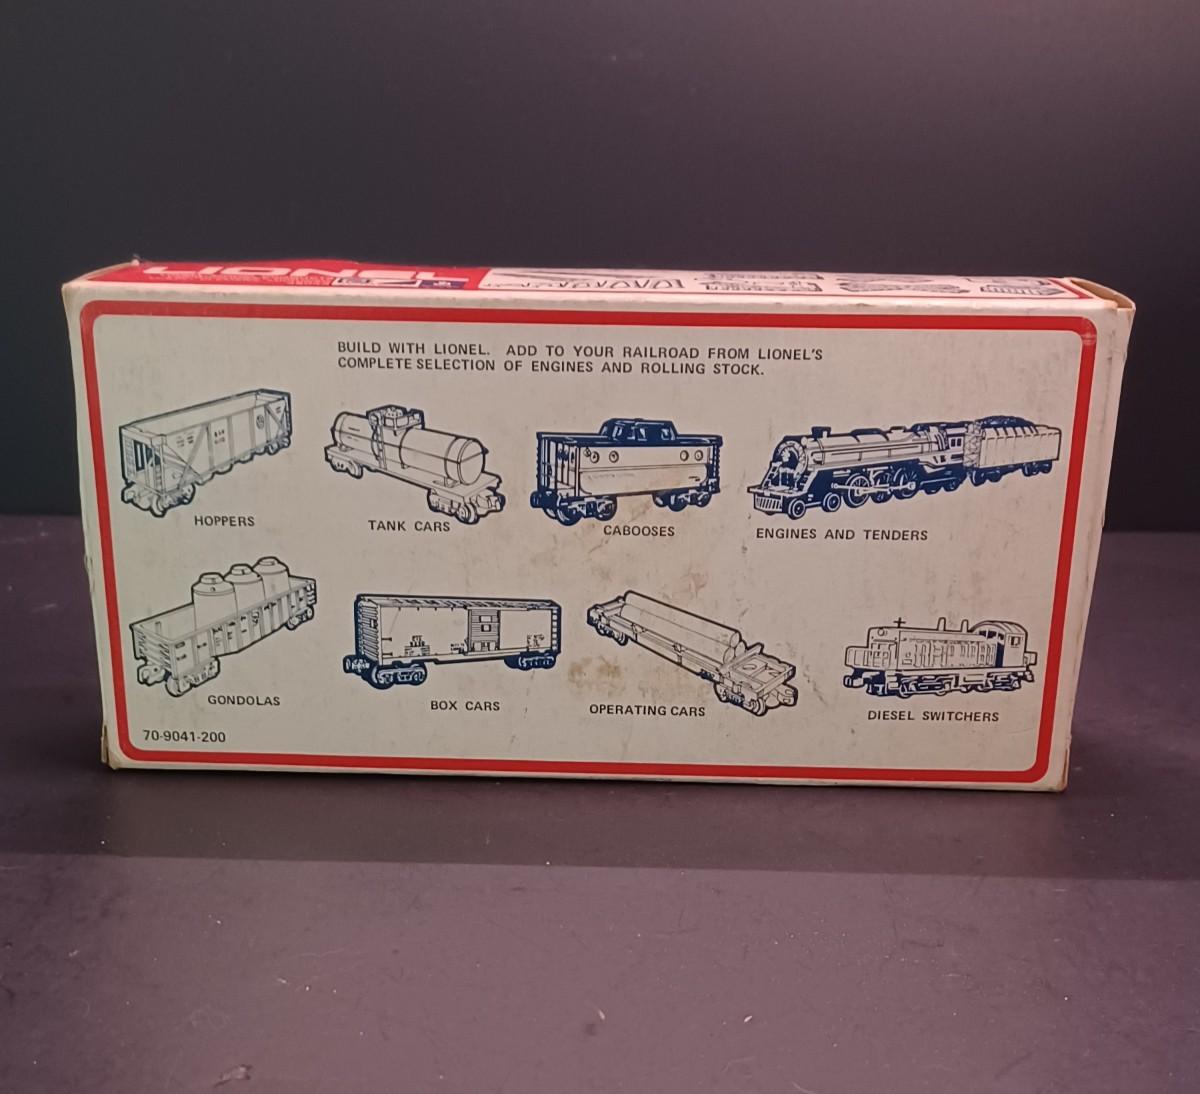 LIONEL
BUILD WITH LIONEL. ADD TO YOUR RAILROAD FROM LIONEL'S
COMPLETE SELECTION OF ENGINES AND ROLLING STOCK.
HOPPERS
TANK CARS
CABOOSES
ENGINES AND TENDERS
GONDOLAS
BOX CARS
OPERATING CARS
DIESEL SWITCHERS
70-9041-200